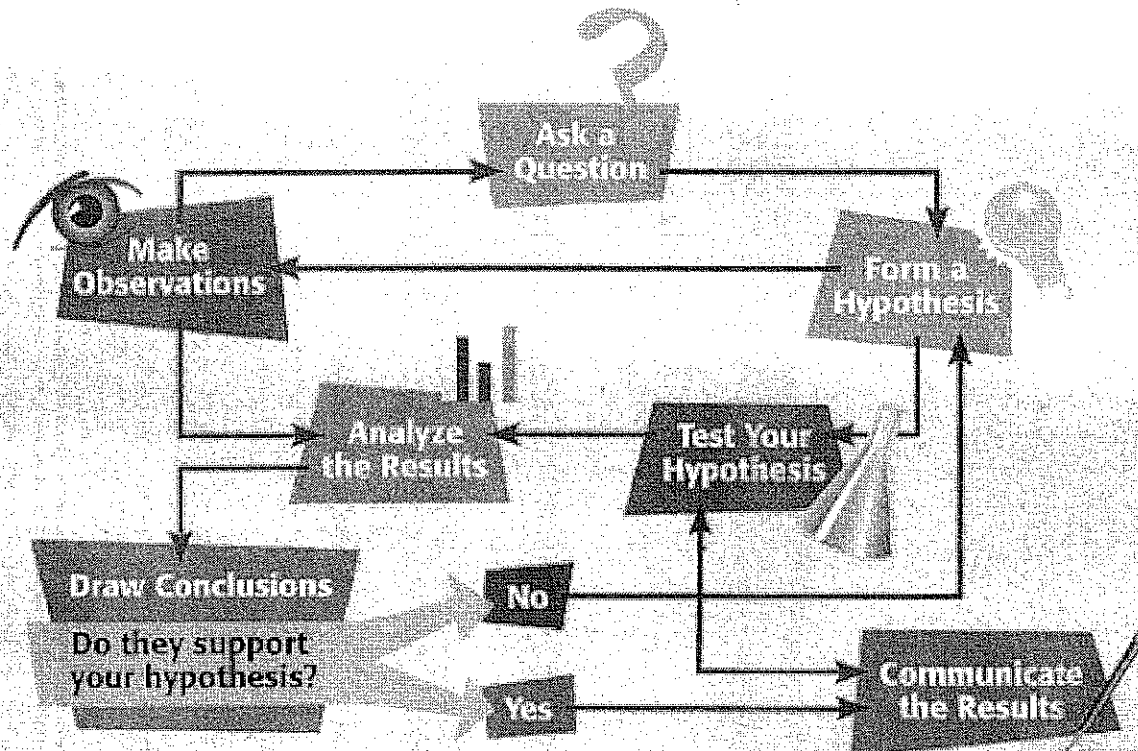 ?
Ask a
Question
Make
Observations
Form a
Hypothesis
Analyze
the Results
Test Your
Hypothesis
Draw Conclusions
Do they support
your hypothesis?
No
Yes
Communicate
the Results